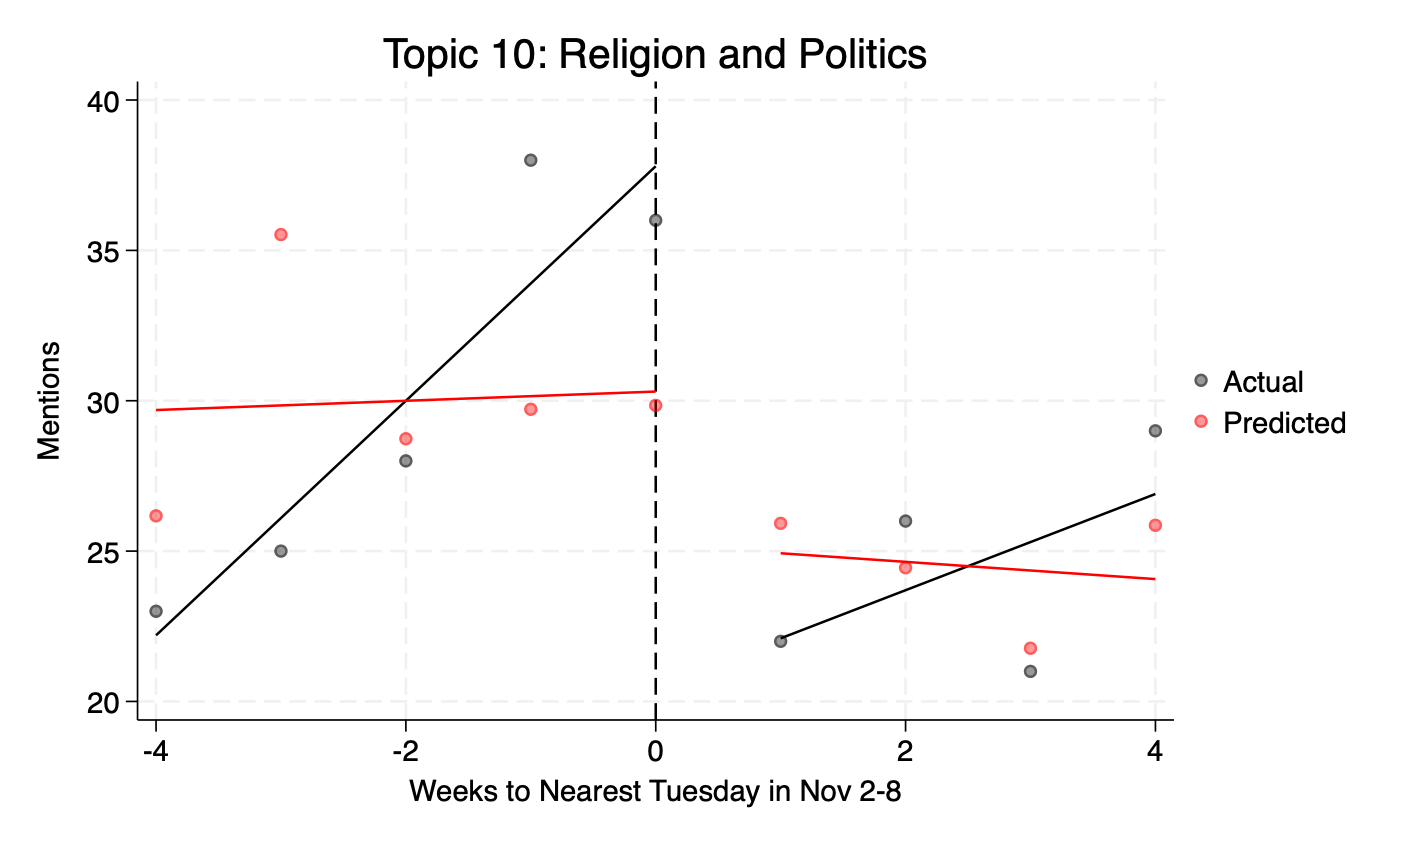 Topic 10: Religion and Politics
40
35
30
25
20
Mentions
-4
-2
0
2
4
Weeks to Nearest Tuesday in Nov 2-8
Actual
Predicted